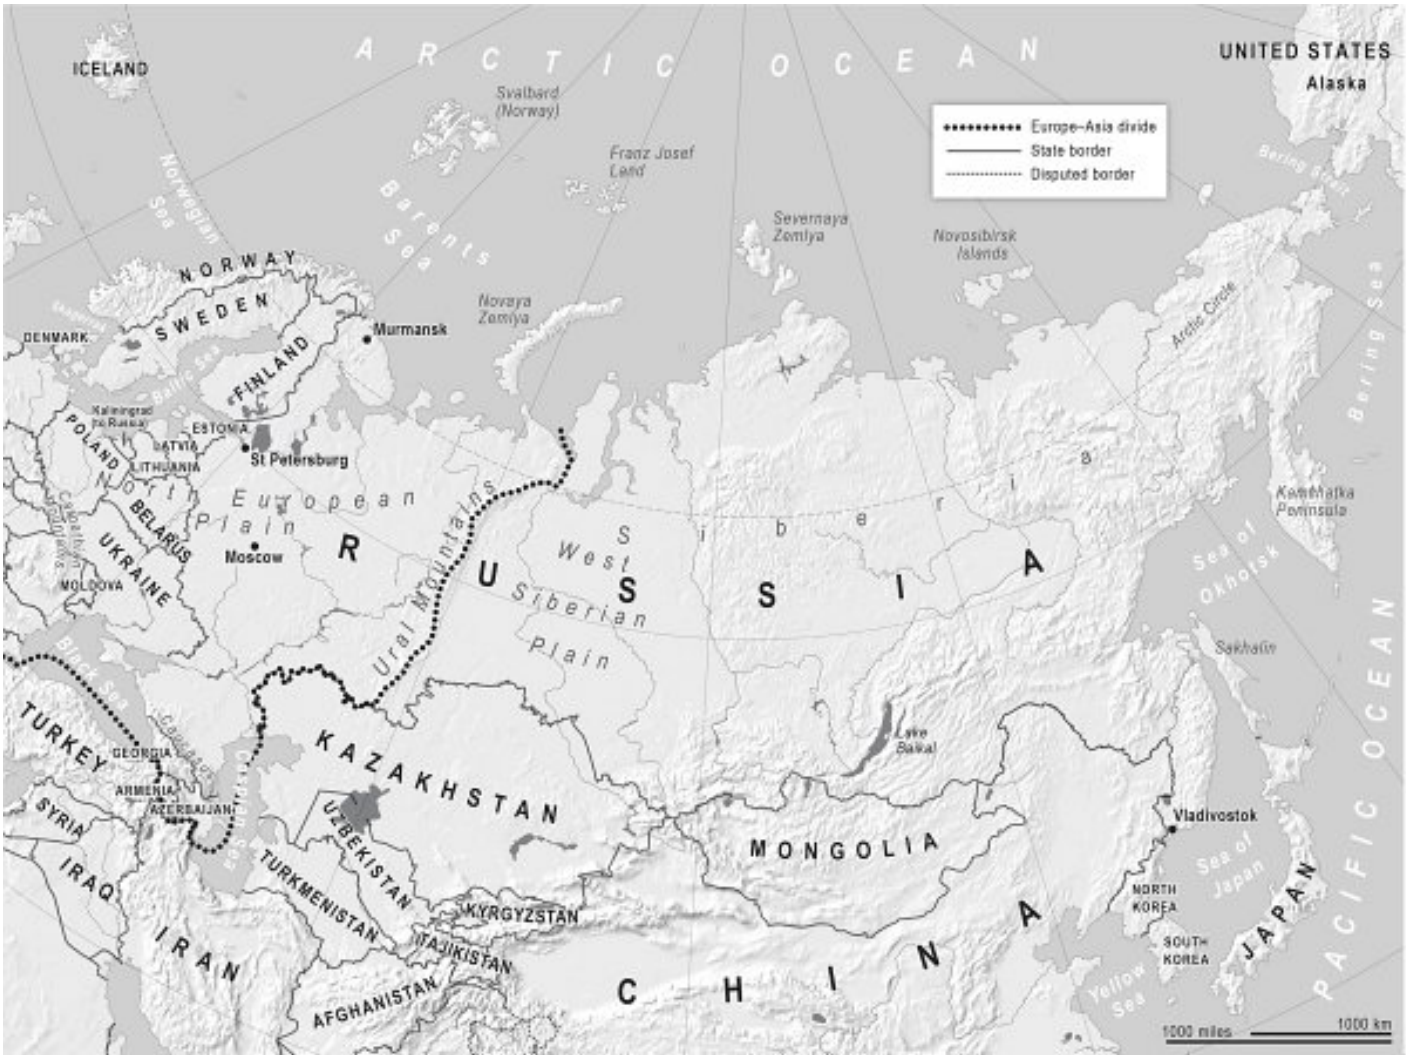 ARCTIC OCEAN
UNITED STATES
Alaska
ICELAND
Svalbard
(Norway)
Europe–Asia divide
State border
Disputed border
Franz Josef
Land
Bering Strait
Norwegian
Sea
Barents
Sea
Severnaya
Zemlya
Novosibirsk
Islands
NORWAY
SWEDEN
Novaya
Zemlya
Arctic Circle
Bering Sea
DENMARK
Murmansk
FINLAND
Baltic Sea
Kaliningrad
(to Russia)
POLAND
ESTONIA
LATVIA
LITHUANIA
St Petersburg
North
European
Plain
Carpathian
Mountains
BELARUS
UKRAINE
Moscow
MOLDOVA
RUSSIA
Ural Mountains
Siberia
West
Siberian
Plain
Kamchatka
Peninsula
Sea of
Okhotsk
Sakhalin
PACIFIC OCEAN
Black Sea
TURKEY
Caucasus
GEORGIA
ARMENIA
AZERBAIJAN
Caspian Sea
SYRIA
IRAQ
IRAN
KAZAKHSTAN
UZBEKISTAN
TURKMENISTAN
KYRGYZSTAN
TAJIKISTAN
AFGHANISTAN
Lake
Baikal
MONGOLIA
CHINA
Vladivostok
Sea of
Japan
NORTH
KOREA
SOUTH
KOREA
JAPAN
Yellow
Sea
1000 miles
1000 km